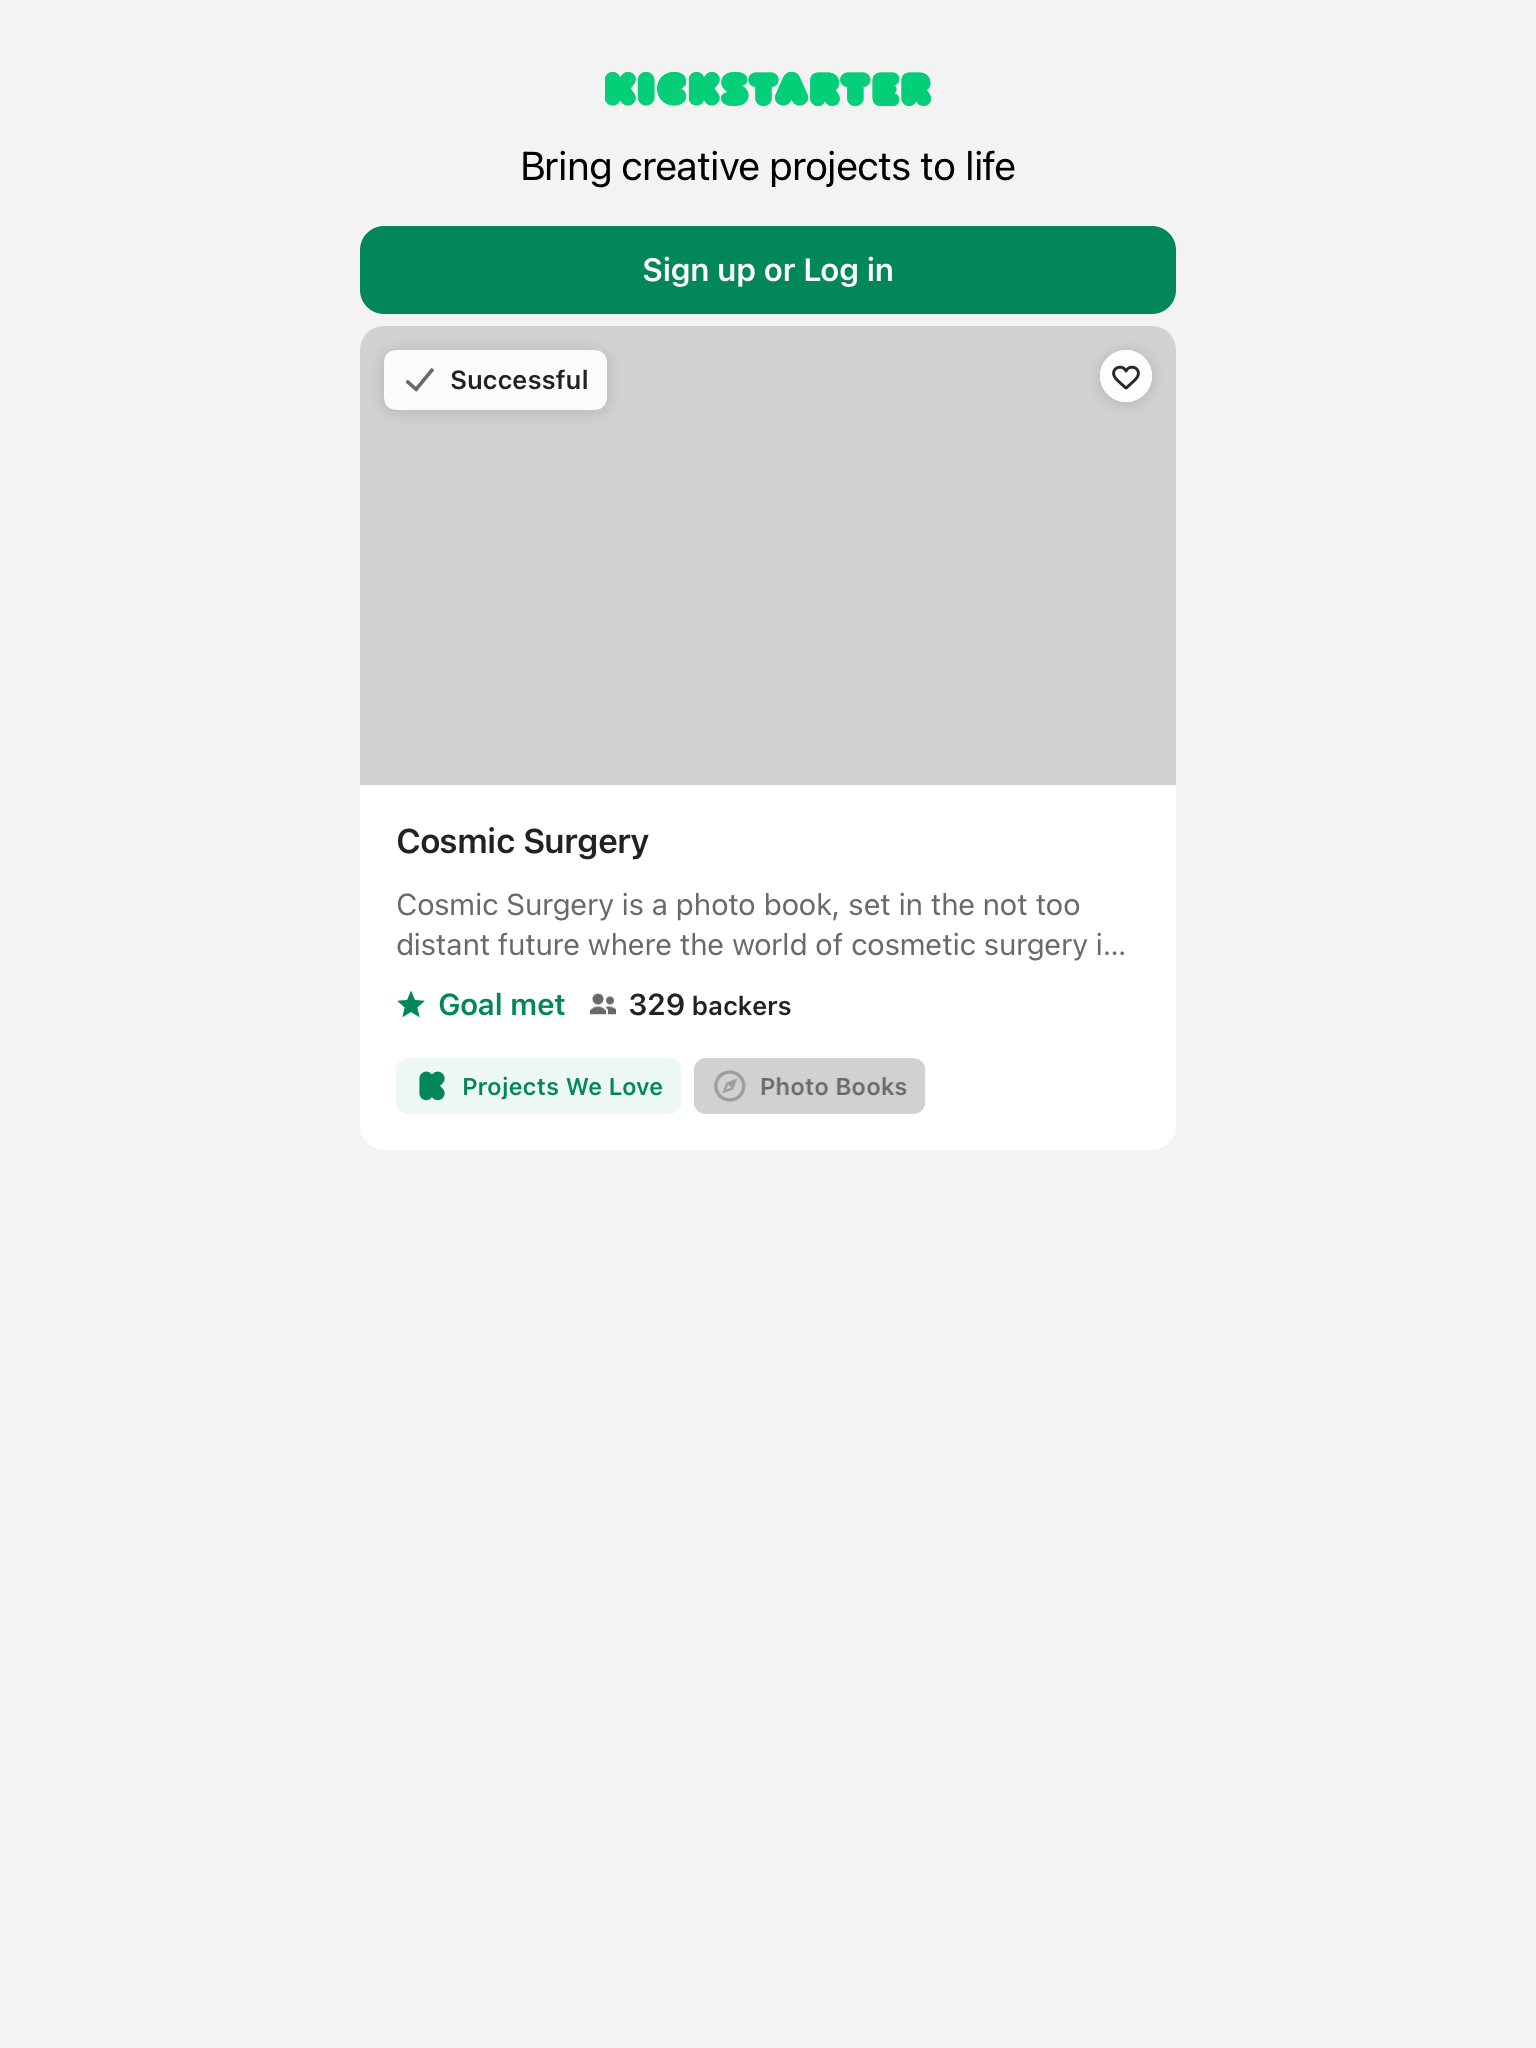 KICKSTARTER
Bring creative projects to life
Sign up or Log in
Successful
Cosmic Surgery
Cosmic Surgery is a photo book, set in the not too
distant future where the world of cosmetic surgery i...
Goal met 329 backers
Projects We Love Photo Books